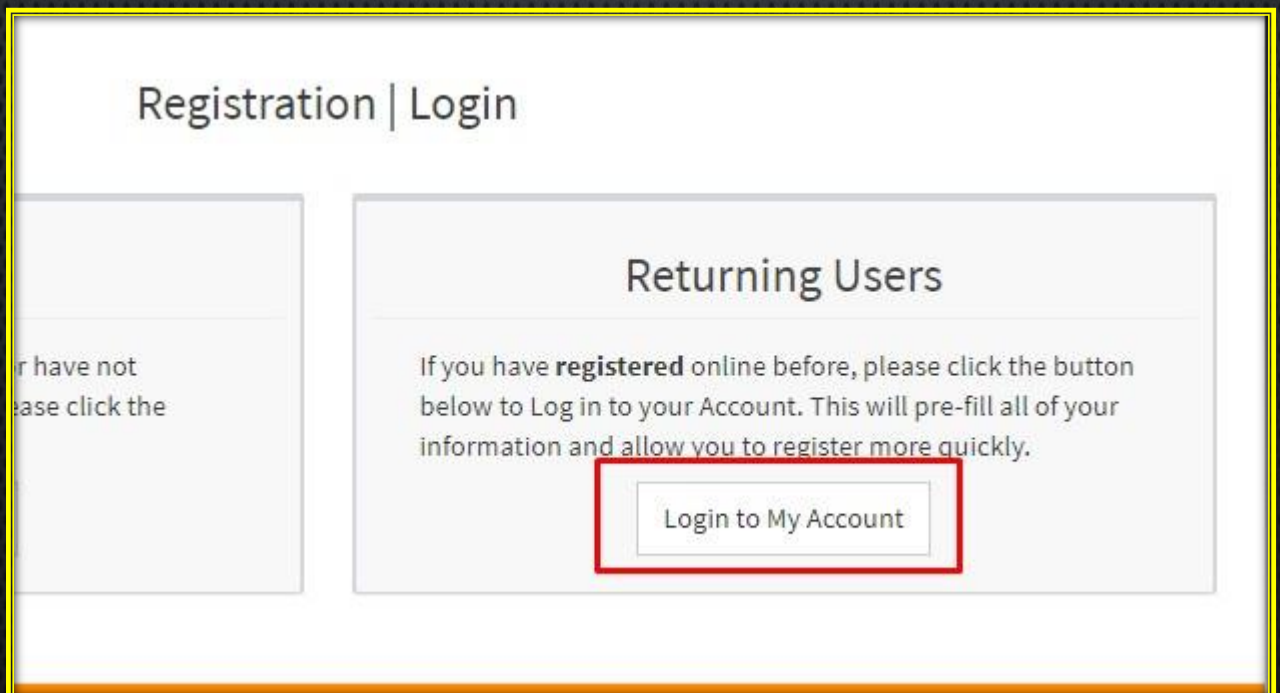 Registration | Login
Returning Users
have not
click the
If you have registered online before, please click the button
below to Log in to your Account. This will pre-fill all of your
information and allow you to register more quickly.
Login to My Account